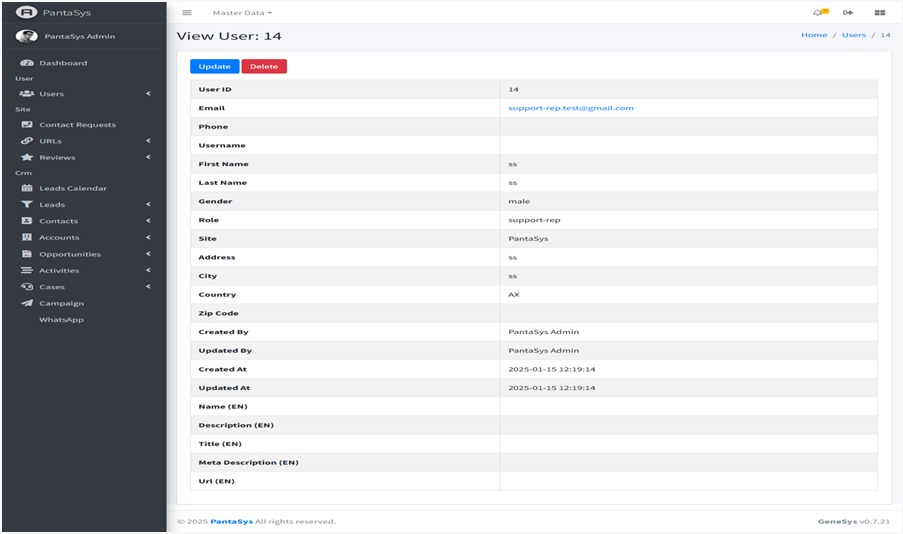 PantaSys
Master Data
PantaSys Admin
View User: 14
Home / Users / 14
Dashboard
User
Users
Site
Contact Requests
URLs
Reviews
Crm
Leads Calendar
Leads
Contacts
Accounts
Opportunities
Activities
Cases
Campaign
WhatsApp
Update Delete
User ID 14
Email support-rep.test@gmail.com
Phone
Username
First Name ss
Last Name ss
Gender male
Role support-rep
Site PantaSys
Address ss
City ss
Country AX
Zip Code
Created By PantaSys Admin
Updated By PantaSys Admin
Created At 2025-01-15 12:19:14
Updated At 2025-01-15 12:19:14
Name (EN)
Description (EN)
Title (EN)
Meta Description (EN)
Url (EN)
© 2025 PantaSys All rights reserved.
GeneSys v0.7.21